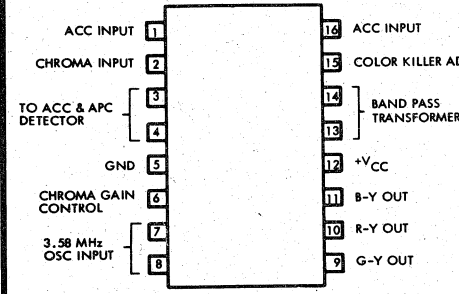 ACC INPUT 1
CHROMA INPUT 2
3
TO ACC & APC
DETECTOR
4
GND 5
CHROMA GAIN
CONTROL
6
3.58 MHz
OSC INPUT
7
8
16 ACC INPUT
15 COLOR KILLER AD
14
BAND PASS
TRANSFORMER
13
12 +VCC
11 B-Y OUT
10 R-Y OUT
9 G-Y OUT